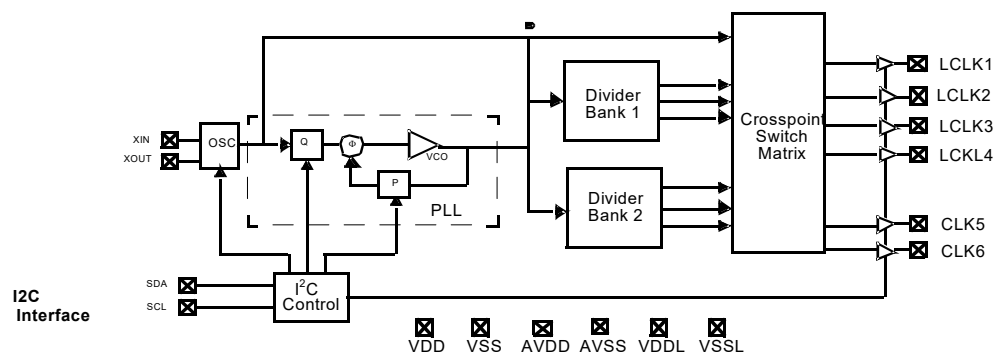 LCLK1
Divider
Bank 1
LCLK2
Crosspoint
Switch
Matrix
LCLK3
XIN
OSC
Q
Φ
VCO
XOUT
LCKL4
P
Divider
Bank 2
PLL
CLK5
CLK6
SDA
I2C
Control
I2C
Interface
SCL
VDD VSS AVDD AVSS VDDL VSSL